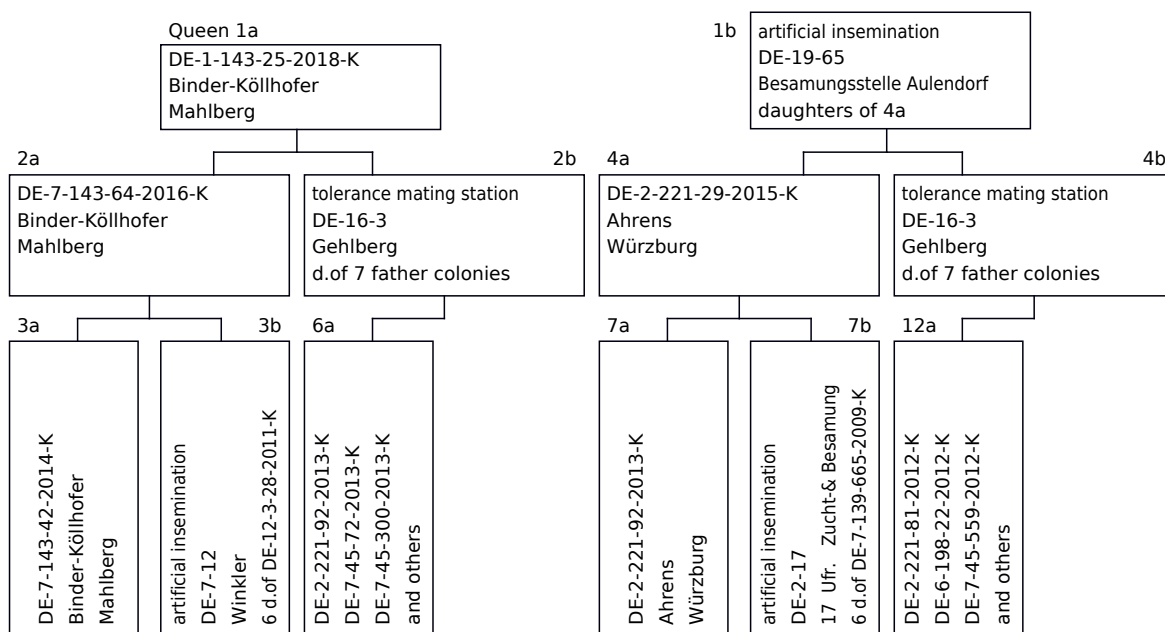 Queen 1a
DE-1-143-25-2018-K
Binder-Köllhofer
Mahlberg
1b
artificial insemination
DE-19-65
Besamungsstelle Aulendorf
daughters of 4a
2a
DE-7-143-64-2016-K
Binder-Köllhofer
Mahlberg
2b
tolerance mating station
DE-16-3
Gehlberg
d.of 7 father colonies
4a
DE-2-221-29-2015-K
Ahrens
Würzburg
4b
tolerance mating station
DE-16-3
Gehlberg
d.of 7 father colonies
3a
DE-7-143-42-2014-K
Binder-Köllhofer
Mahlberg
3b
artificial insemination
DE-7-12
Winkler
6 d.of DE-12-3-28-2011-K
6a
DE-2-221-92-2013-K
DE-7-45-72-2013-K
DE-7-45-300-2013-K
and others
7a
DE-2-221-92-2013-K
Ahrens
Würzburg
7b
artificial insemination
DE-2-17
17 Ufr. Zucht-& Besamung
6 d.of DE-7-139-665-2009-K
12a
DE-2-221-81-2012-K
DE-6-198-22-2012-K
DE-7-45-559-2012-K
and others